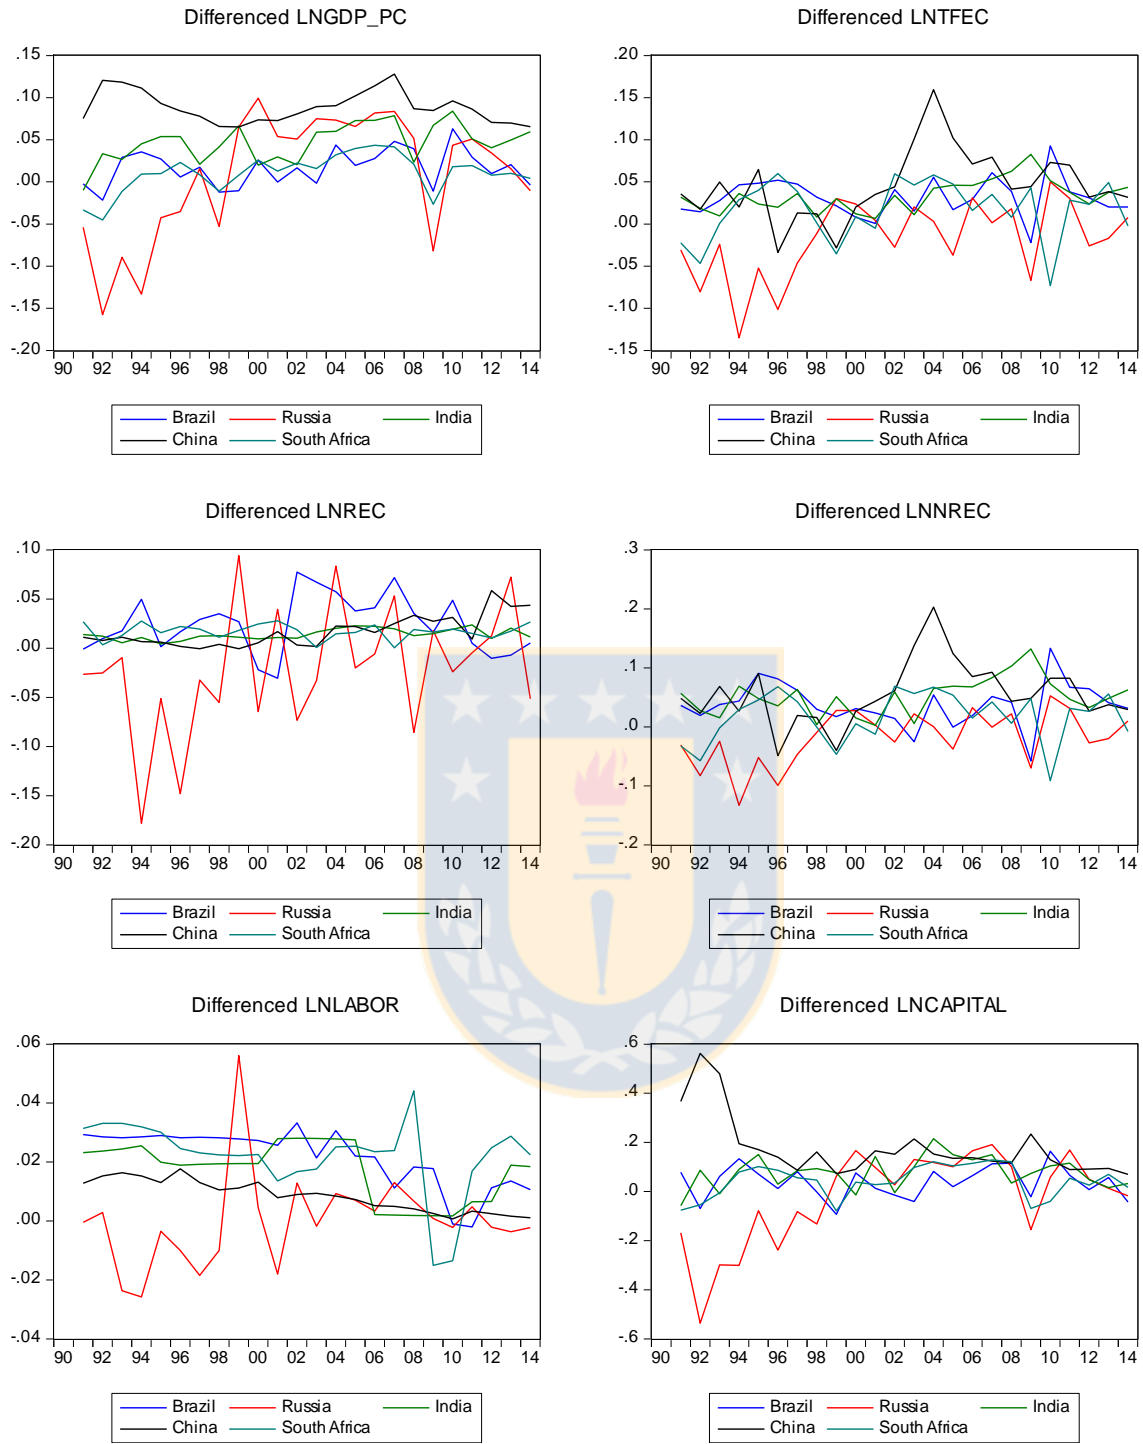 Differenced LNGDP_PC
.15
.10
.05
.00
-.05
-.10
-.15
-.20
90 92 94 96 98 00 02 04 06 08 10 12 14
Brazil Russia India
China South Africa
Differenced LNTFEC
.20
.15
.10
.05
.00
-.05
-.10
-.15
90 92 94 96 98 00 02 04 06 08 10 12 14
Brazil Russia India
China South Africa
Differenced LNREC
.10
.05
.00
-.05
-.10
-.15
-.20
90 92 94 96 98 00 02 04 06 08 10 12 14
Brazil Russia India
China South Africa
Differenced LNNREC
.3
.2
.1
.0
-.1
-.2
90 92 94 96 98 00 02 04 06 08 10 12 14
Brazil Russia India
China South Africa
Differenced LNLABOR
.06
.04
.02
.00
-.02
-.04
90 92 94 96 98 00 02 04 06 08 10 12 14
Brazil Russia India
China South Africa
Differenced LNCAPITAL
.6
.4
.2
.0
-.2
-.4
-.6
90 92 94 96 98 00 02 04 06 08 10 12 14
Brazil Russia India
China South Africa